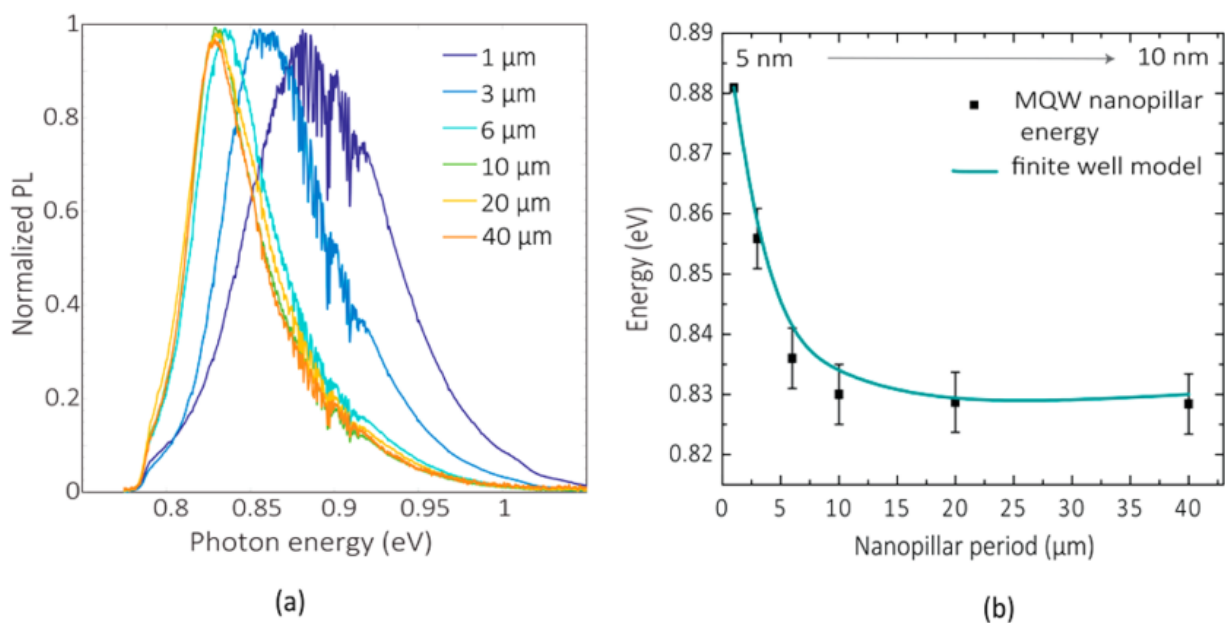 1
0.8
0.6
0.4
0.2
0
Normalized PL
1 μm
3 μm
6 μm
10 μm
20 μm
40 μm
0.8 0.85 0.9 0.95 1
Photon energy (eV)
(a)
0.89
0.88
0.87
0.86
0.85
0.84
0.83
0.82
Energy (eV)
5 nm 10 nm
MQW nanopillar
energy
finite well model
0 5 10 15 20 25 30 35 40
Nanopillar period (μm)
(b)